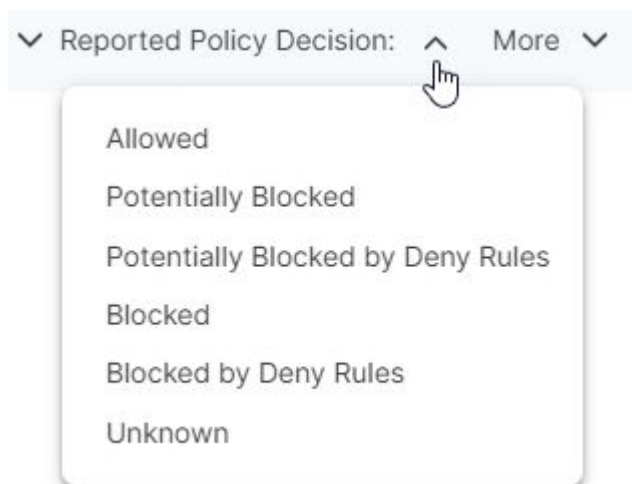 Reported Policy Decision: More
Allowed
Potentially Blocked
Potentially Blocked by Deny Rules
Blocked
Blocked by Deny Rules
Unknown